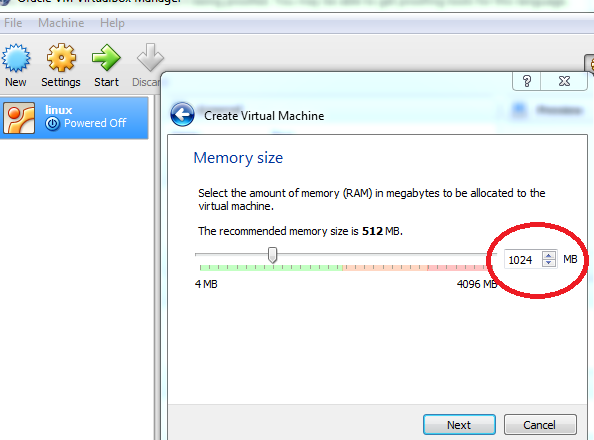 Oracle VM VirtualBox Manager
File Machine Help
New Settings Start Discar
linux
Powered Off
?
Create Virtual Machine
Memory size
Select the amount of memory (RAM) in megabytes to be allocated to the
virtual machine.
The recommended memory size is 512 MB.
1024 MB
4 MB 4096 MB
Next Cancel